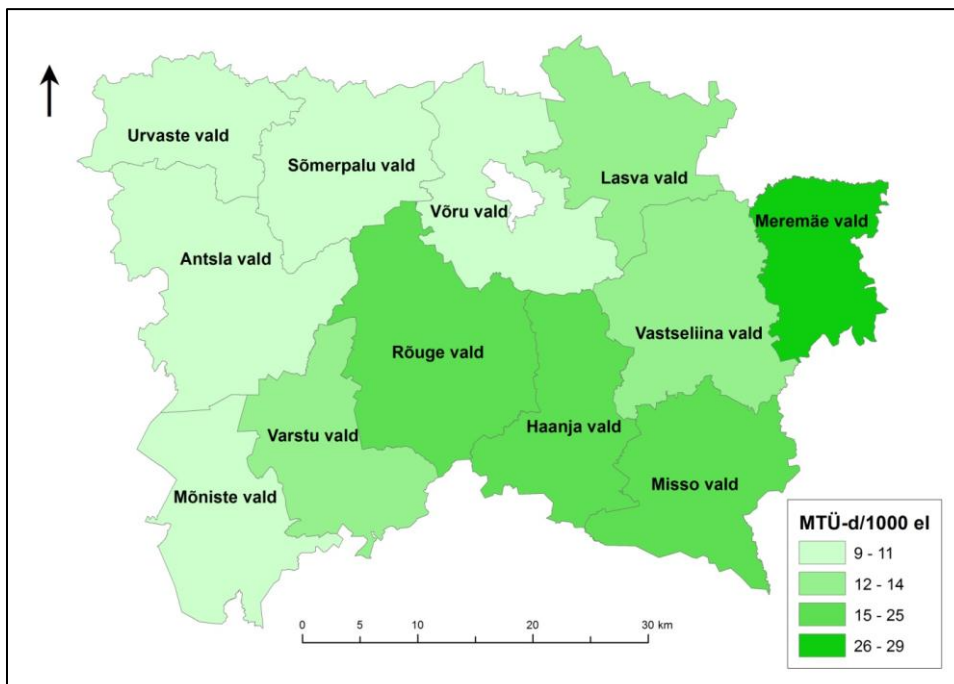 Urvaste vald
Sõmerpalu vald
Lasva vald
Võru vald
Meremäe vald
Antsla vald
Vastseliina vald
Rõuge vald
Haanja vald
Varstu vald
Misso vald
Mõniste vald
MTÜ-d/1000 el
9 - 11
12 - 14
15 - 25
26 - 29
0 5 10 20 30 km